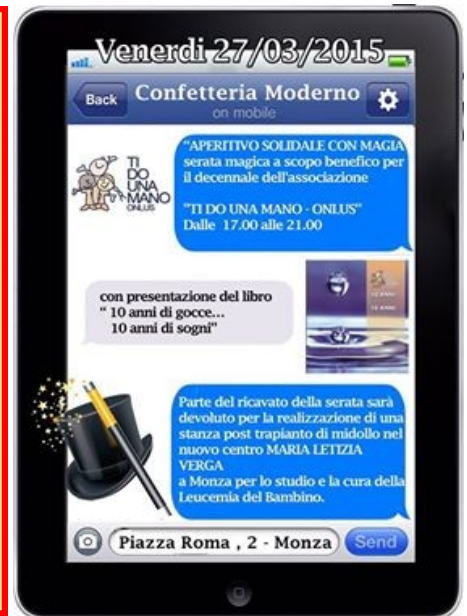 Venerdi 27/03/2015
Back
Confetteria Moderno
on mobile
TI
DO
UNA
MANO
ONLUS
"APERITIVO SOLIDALE CON MAGIA
serata magica a scopo benefico per
il decennale dell'associazione
"TI DO UNA MANO - ONLUS"
Dalle 17.00 alle 21.00
con presentazione del libro
" 10 anni di gocce...
10 anni di sogni"
10 ANNI
10 ANNI
Parte del ricavato della serata sarà
devoluto per la realizzazione di una
stanza post trapianto di midollo nel
nuovo centro MARIA LETIZIA
VERGA
a Monza per lo studio e la cura della
Leucemia del Bambino.
Piazza Roma , 2 - Monza
Send